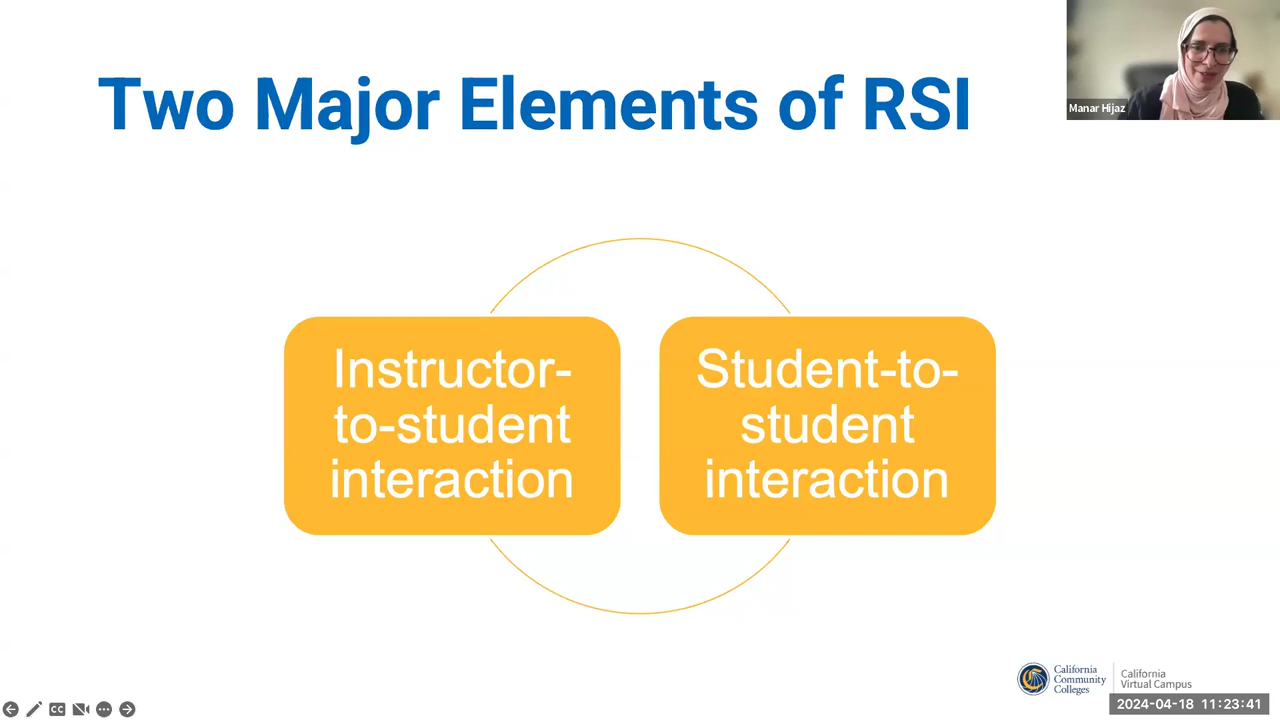 Two Major Elements of RSI
Manar Hijaz
Instructor-
to-student
interaction
Student-to-
student
interaction
California
Community
Colleges
California
Virtual Campus
CC
2024-04-18 11:23:41